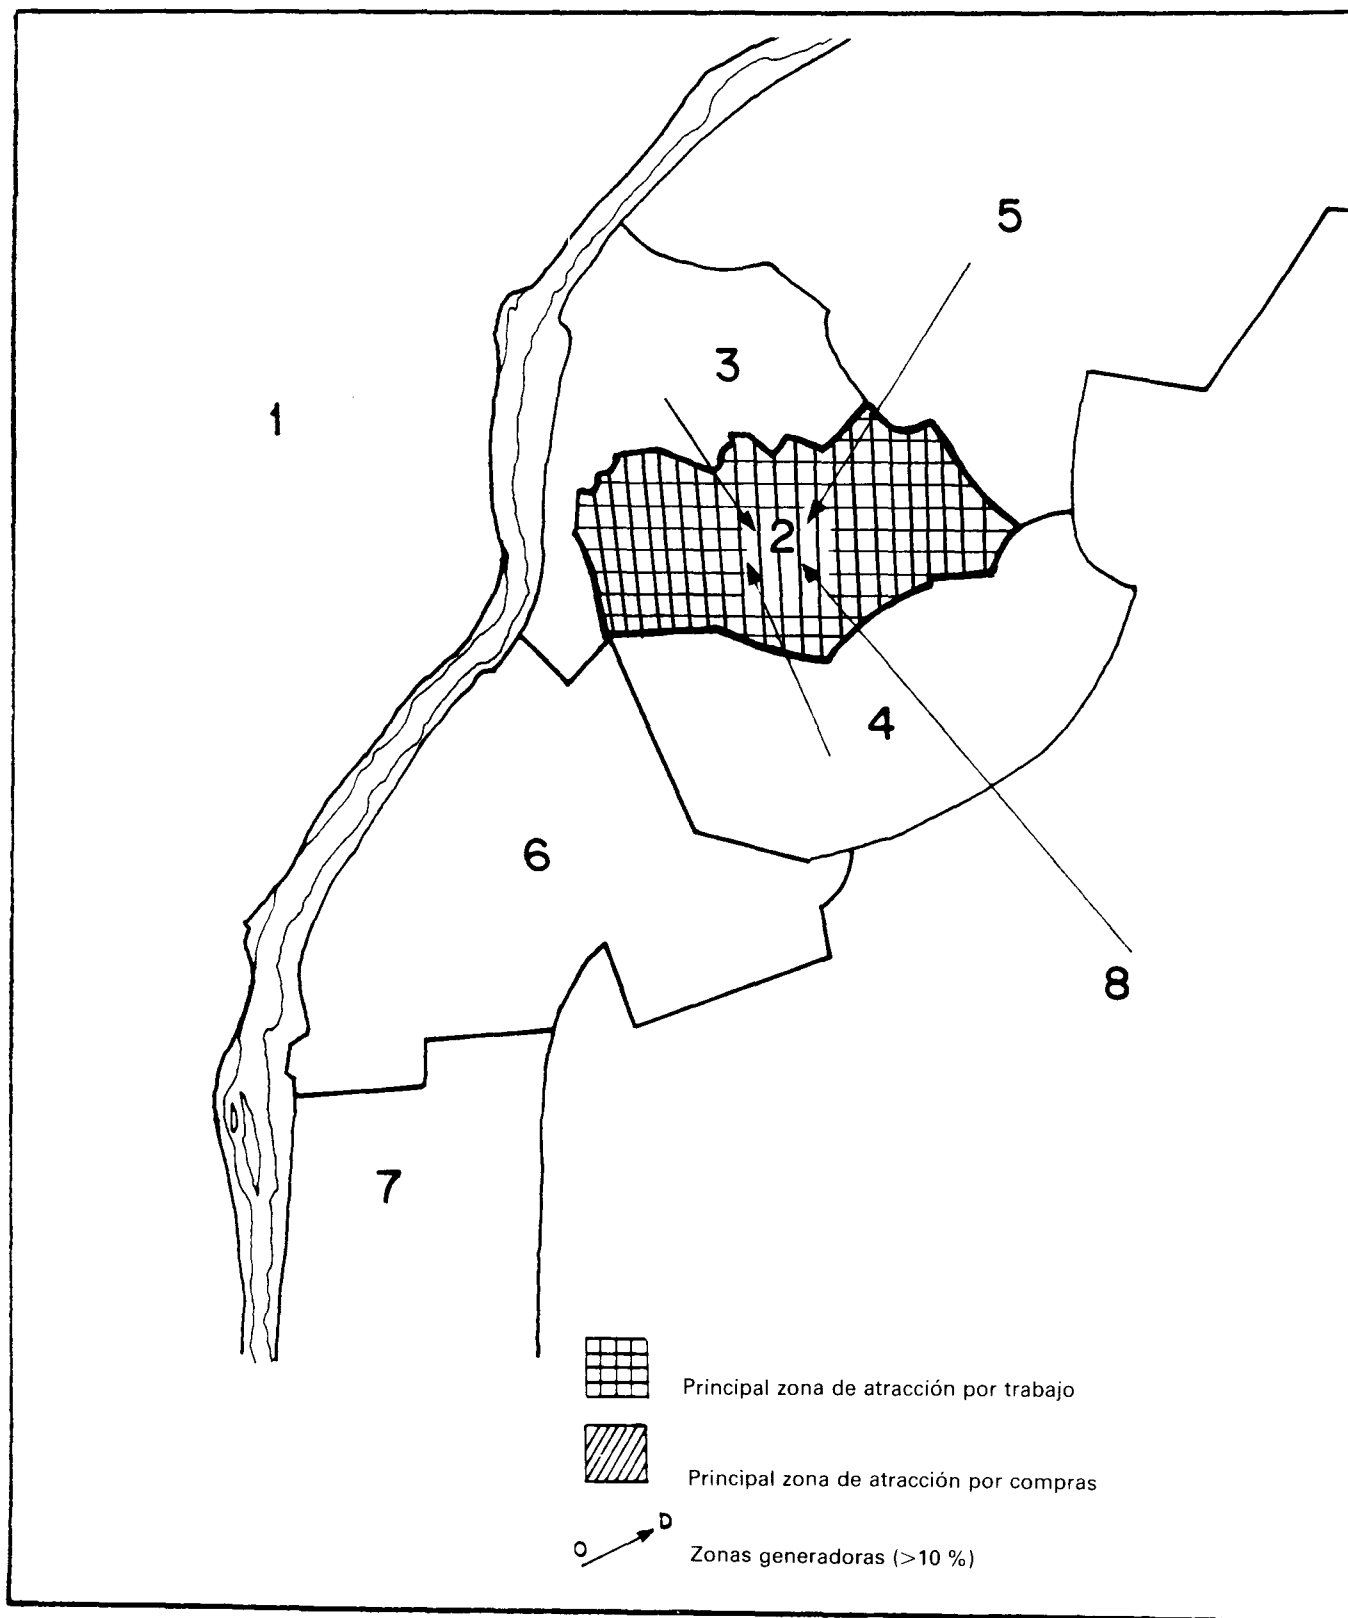 5
3
1
2
4
6
8
7
Principal zona de atracción por trabajo
Principal zona de atracción por compras
O D
Zonas generadoras (>10 %)